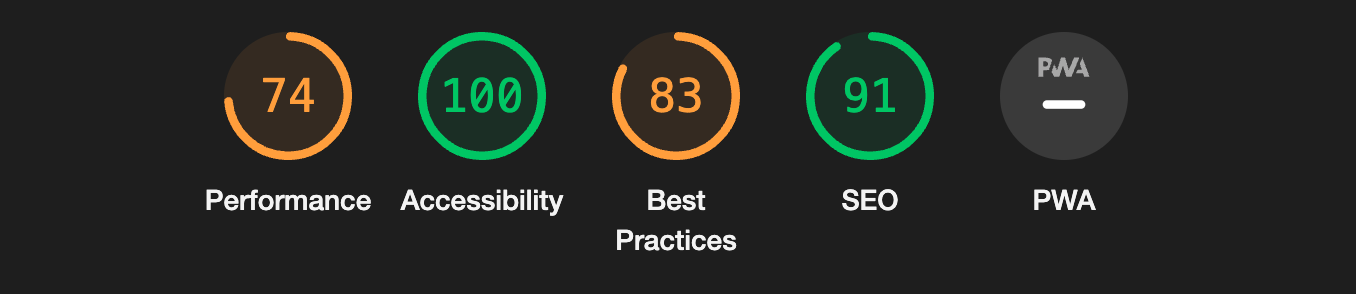 74
100
83
91
PWA
Performance
Accessibility
Best
Practices
SEO
PWA